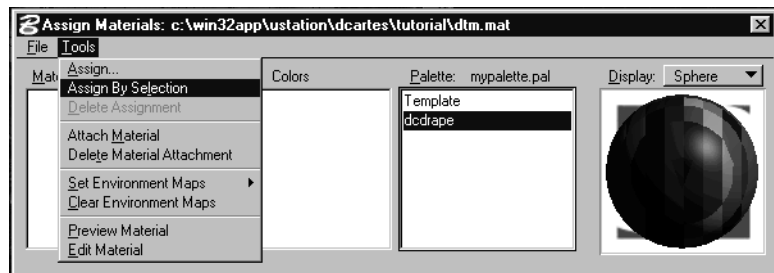 Assign Materials: c:\win32app\ustation\dcartes\tutorial\dtm.mat
File Tools
Mat Colors Palette: mypalette.pal Display: Sphere
Assign...
Assign By Selection
Delete Assignment
Attach Material
Delete Material Attachment
Set Environment Maps
Clear Environment Maps
Preview Material
Edit Material
Template
dcdrape